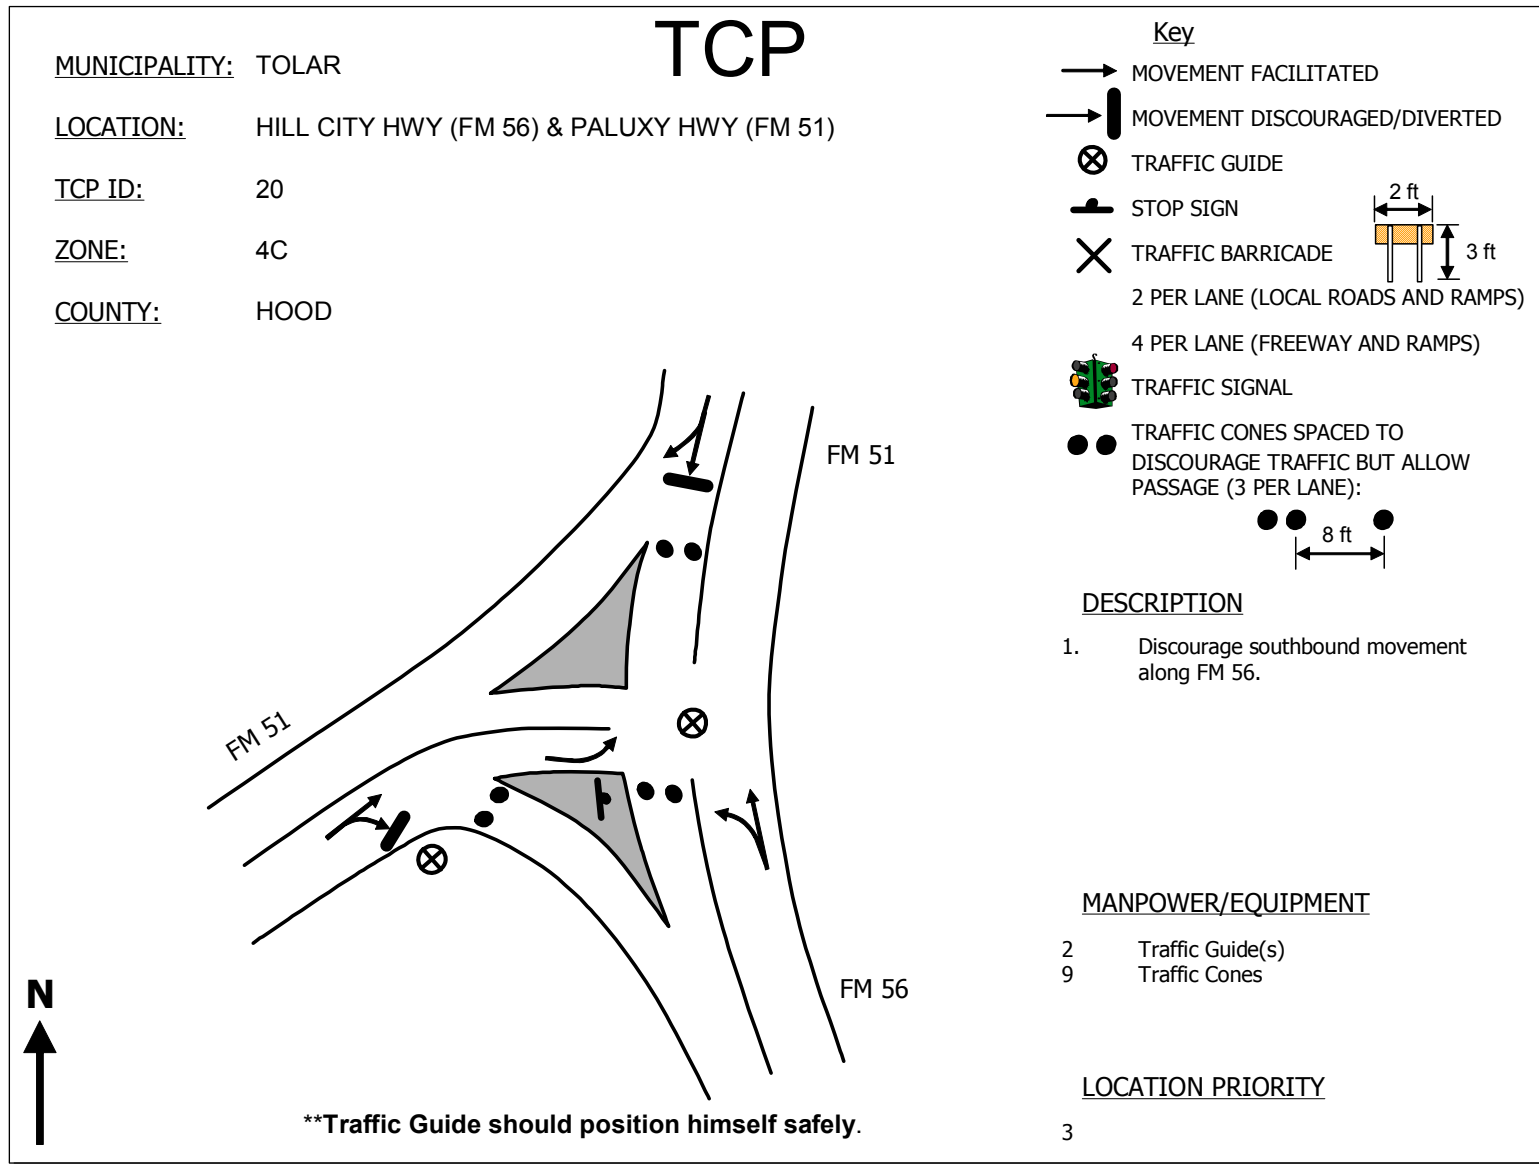 TCP
MUNICIPALITY: TOLAR
LOCATION: HILL CITY HWY (FM 56) & PALUXY HWY (FM 51)
TCP ID: 20
ZONE: 4C
COUNTY: HOOD
Key
MOVEMENT FACILITATED
MOVEMENT DISCOURAGED/DIVERTED
TRAFFIC GUIDE
STOP SIGN
2 ft
TRAFFIC BARRICADE
3 ft
2 PER LANE (LOCAL ROADS AND RAMPS)
4 PER LANE (FREEWAY AND RAMPS)
TRAFFIC SIGNAL
TRAFFIC CONES SPACED TO
DISCOURAGE TRAFFIC BUT ALLOW
PASSAGE (3 PER LANE):
8 ft
FM 51
FM 51
FM 56
N
**Traffic Guide should position himself safely.
DESCRIPTION
1. Discourage southbound movement
along FM 56.
MANPOWER/EQUIPMENT
2 Traffic Guide(s)
9 Traffic Cones
LOCATION PRIORITY
3